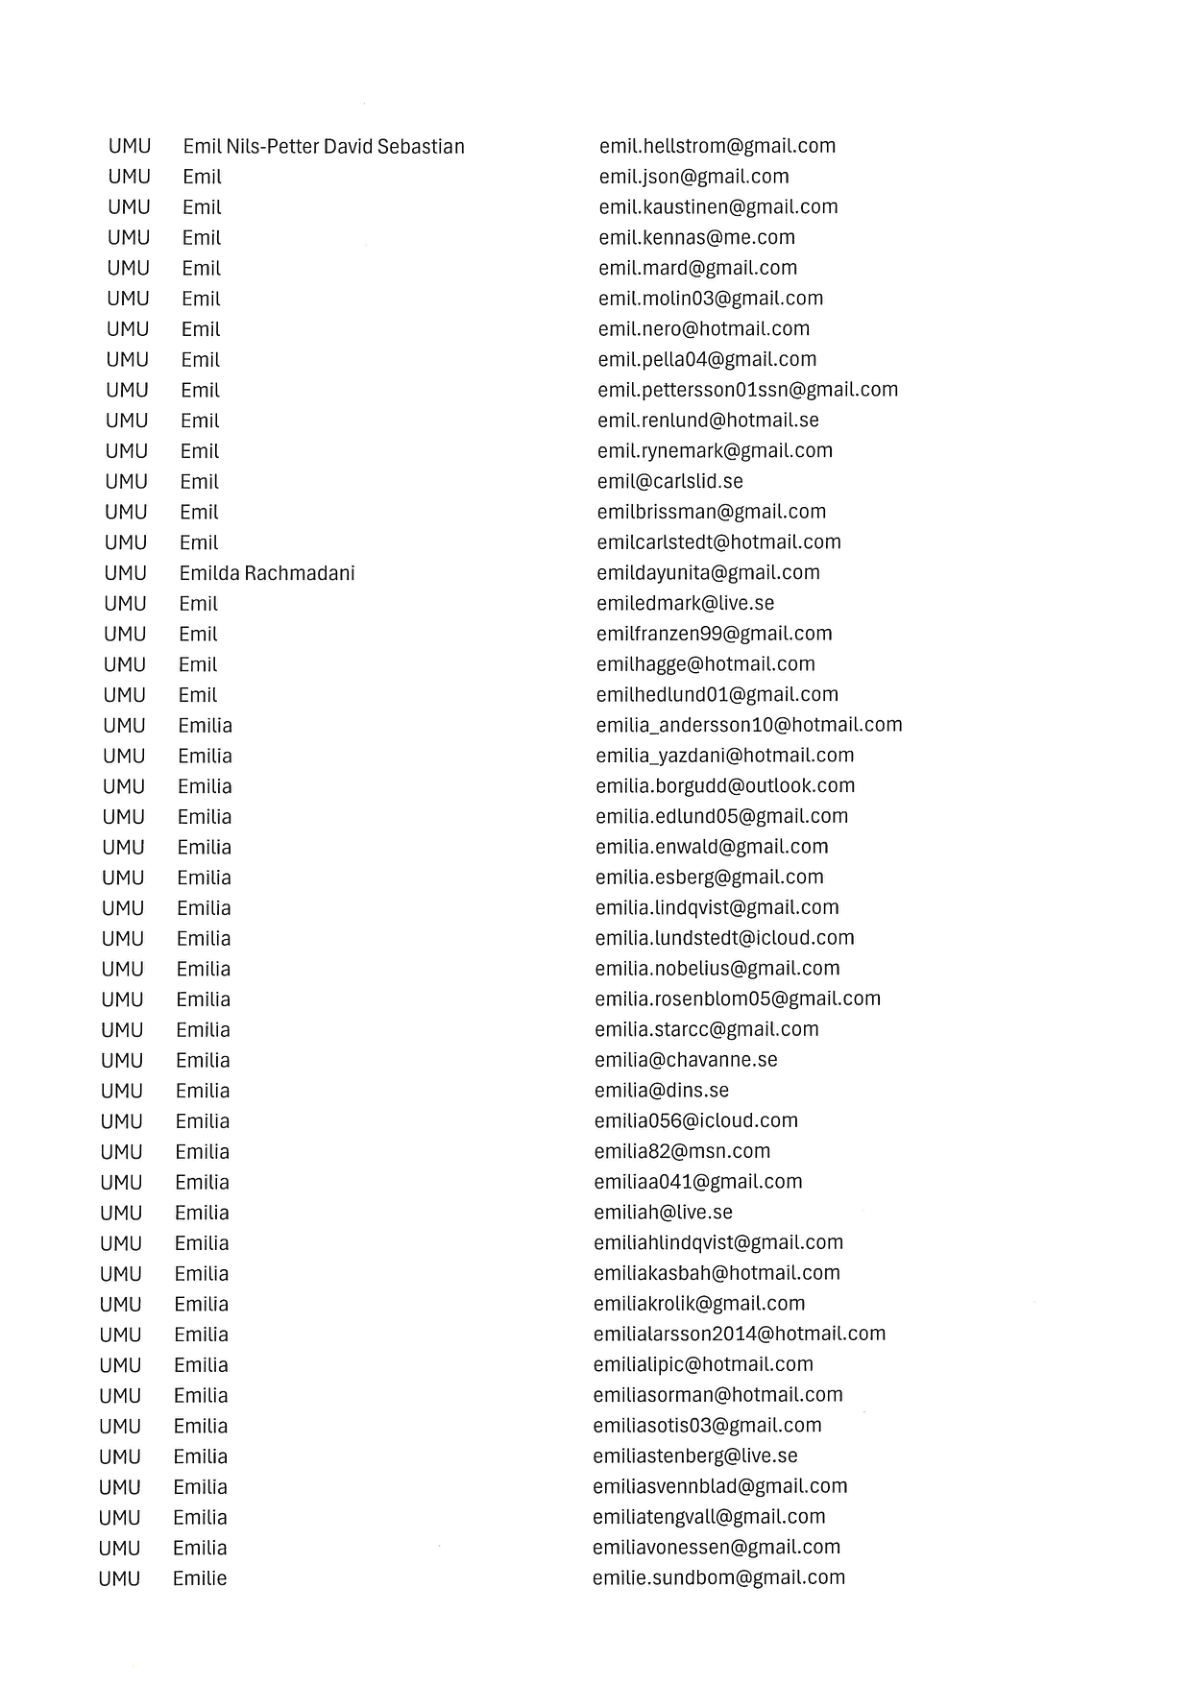 UMU Emil Nils-Petter David Sebastian emil.hellstrom@gmail.com
UMU Emil emil.json@gmail.com
UMU Emil emil.kaustinen@gmail.com
UMU Emil emil.kennas@me.com
UMU Emil emil.mard@gmail.com
UMU Emil emil.molin03@gmail.com
UMU Emil emil.nero@hotmail.com
UMU Emil emil.pella04@gmail.com
UMU Emil emil.pettersson01ssn@gmail.com
UMU Emil emil.renlund@hotmail.se
UMU Emil emil.rynemark@gmail.com
UMU Emil emil@carlslid.se
UMU Emil emilbrissman@gmail.com
UMU Emil emilcarlstedt@hotmail.com
UMU Emilda Rachmadani emildayunita@gmail.com
UMU Emil emiledmark@live.se
UMU Emil emilfranzen99@gmail.com
UMU Emil emilhagge@hotmail.com
UMU Emil emilhedlund01@gmail.com
UMU Emilia emilia_andersson10@hotmail.com
UMU Emilia emilia_yazdani@hotmail.com
UMU Emilia emilia.borgudd@outlook.com
UMU Emilia emilia.edlund05@gmail.com
UMU Emilia emilia.enwald@gmail.com
UMU Emilia emilia.esberg@gmail.com
UMU Emilia emilia.lindqvist@gmail.com
UMU Emilia emilia.lundstedt@icloud.com
UMU Emilia emilia.nobelius@gmail.com
UMU Emilia emilia.rosenblom05@gmail.com
UMU Emilia emilia.starcc@gmail.com
UMU Emilia emilia@chavanne.se
UMU Emilia emilia@dins.se
UMU Emilia emilia056@icloud.com
UMU Emilia emilia82@msn.com
UMU Emilia emiliaa041@gmail.com
UMU Emilia emiliah@live.se
UMU Emilia emiliahlindqvist@gmail.com
UMU Emilia emiliakasbah@hotmail.com
UMU Emilia emiliakrolik@gmail.com
UMU Emilia emilialarsson2014@hotmail.com
UMU Emilia emilialipic@hotmail.com
UMU Emilia emiliasorman@hotmail.com
UMU Emilia emiliasotis03@gmail.com
UMU Emilia emiliastenberg@live.se
UMU Emilia emiliasvennblad@gmail.com
UMU Emilia emiliatengvall@gmail.com
UMU Emilia emiliavonessen@gmail.com
UMU Emilie emilie.sundbom@gmail.com